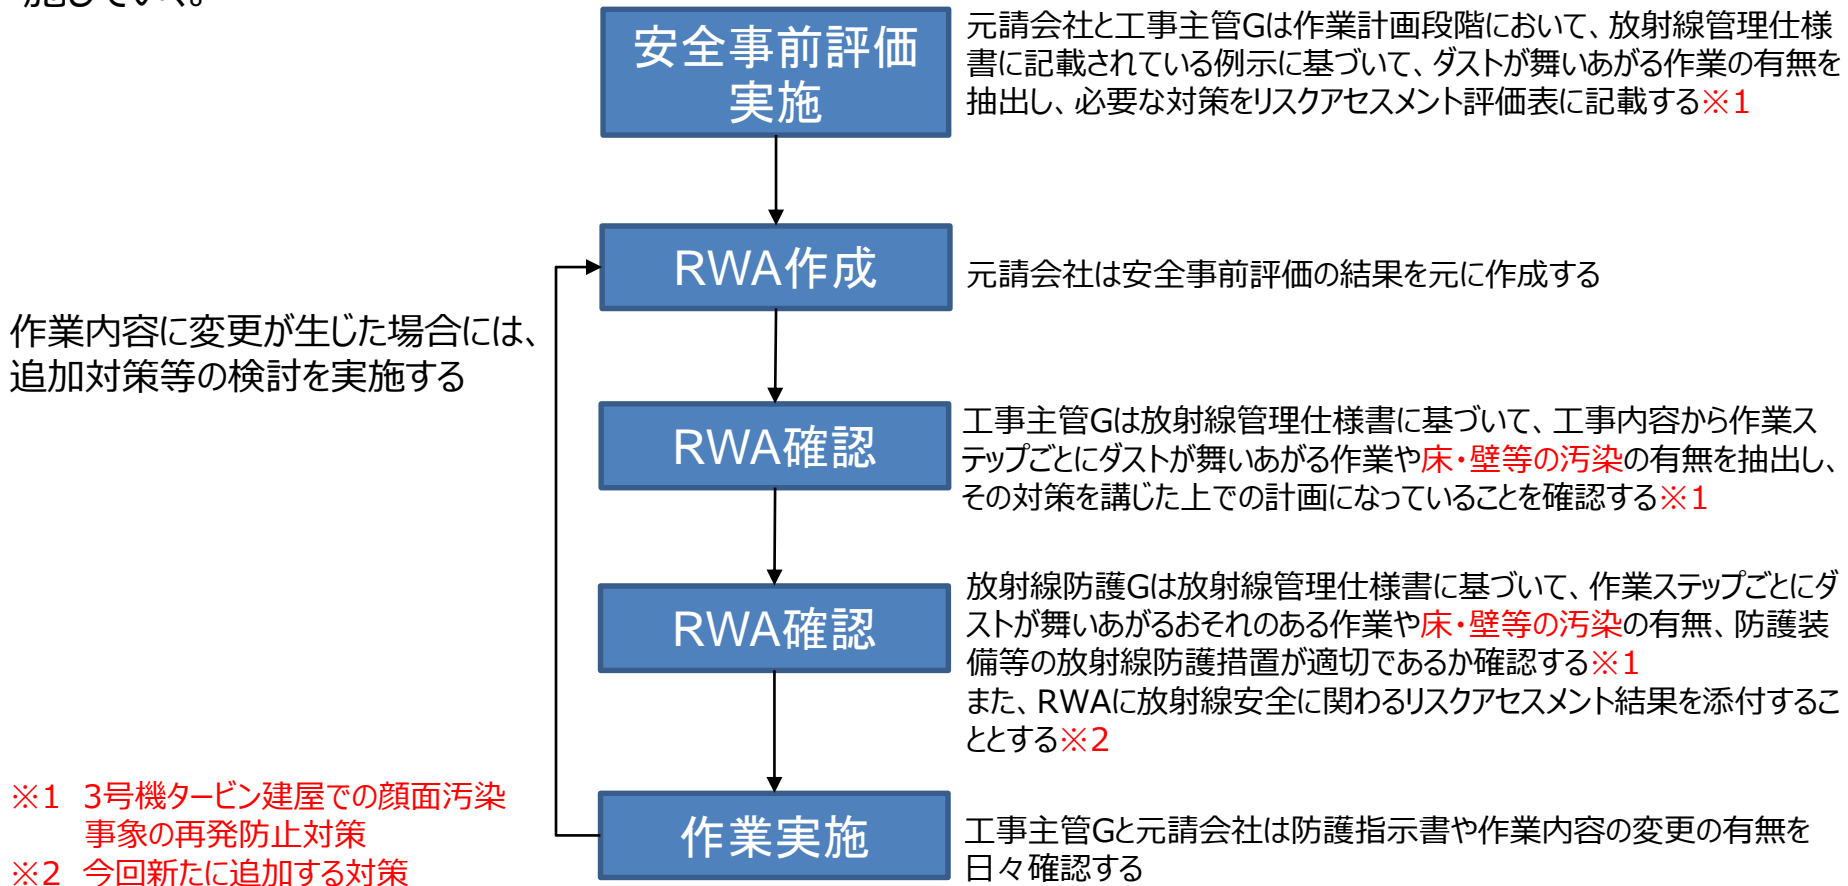 施していく。
安全事前評価
実施
元請会社と工事主管Gは作業計画段階において、放射線管理仕様
書に記載されている例示に基づいて、ダストが舞いあがる作業の有無を
抽出し、必要な対策をリスクアセスメント評価表に記載する※1
RWA作成
元請会社は安全事前評価の結果を元に作成する
作業内容に変更が生じた場合には、
追加対策等の検討を実施する
RWA確認
工事主管Gは放射線管理仕様書に基づいて、工事内容から作業ス
テップごとにダストが舞いあがる作業や床・壁等の汚染の有無を抽出し、
その対策を講じた上での計画になっていることを確認する※1
RWA確認
放射線防護Gは放射線管理仕様書に基づいて、作業ステップごとにダ
ストが舞いあがるおそれのある作業や床・壁等の汚染の有無、防護装
備等の放射線防護措置が適切であるか確認する※1
また、RWAに放射線安全に関わるリスクアセスメント結果を添付するこ
ととする※2
作業実施
工事主管Gと元請会社は防護指示書や作業内容の変更の有無を
日々確認する
※1 3号機タービン建屋での顔面汚染
事象の再発防止対策
※2 今回新たに追加する対策